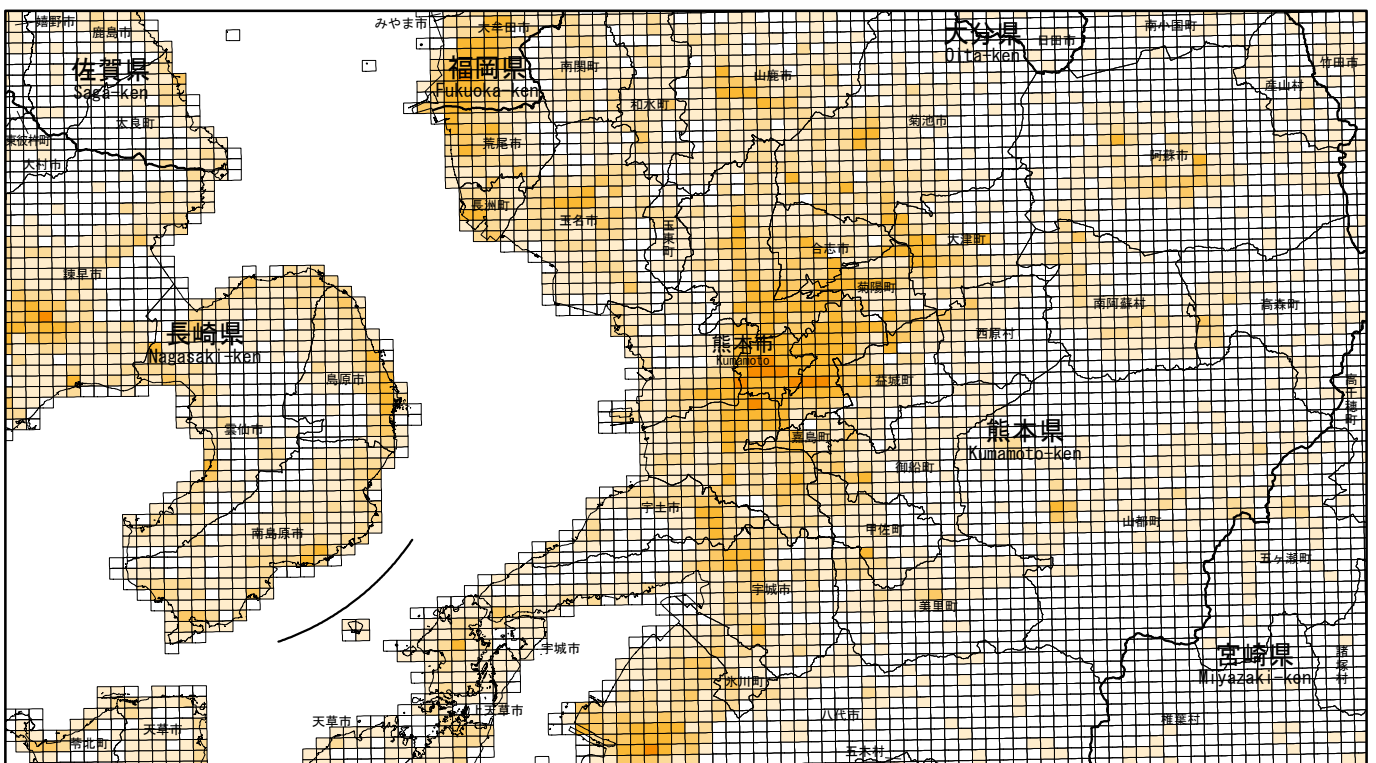 嬉野市
みやま市
大牟田市
南小国町
鹿島市
大分県
Oita-ken
日田市
佐賀県
Saga-ken
福岡県
Fukuoka-ken
南関町
山鹿市
竹田市
産山村
和水町
太良町
菊池市
東彼杵町
荒尾市
大村市
阿蘇市
長洲町
玉名市
玉東町
合志市
大津町
諫早市
菊陽町
南阿蘇村
高森町
長崎県
Nagasaki-ken
熊本市
Kumamoto
西原村
島原市
益城町
高千穂町
雲仙市
嘉島町
熊本県
Kumamoto-ken
御船町
宇土市
山都町
南島原市
甲佐町
五ヶ瀬町
宇城市
美里町
宇城市
宮崎県
Miyazaki-ken
諸塚村
氷川町
上天草市
八代市
椎葉村
天草市
天草市
苓北町
五木村